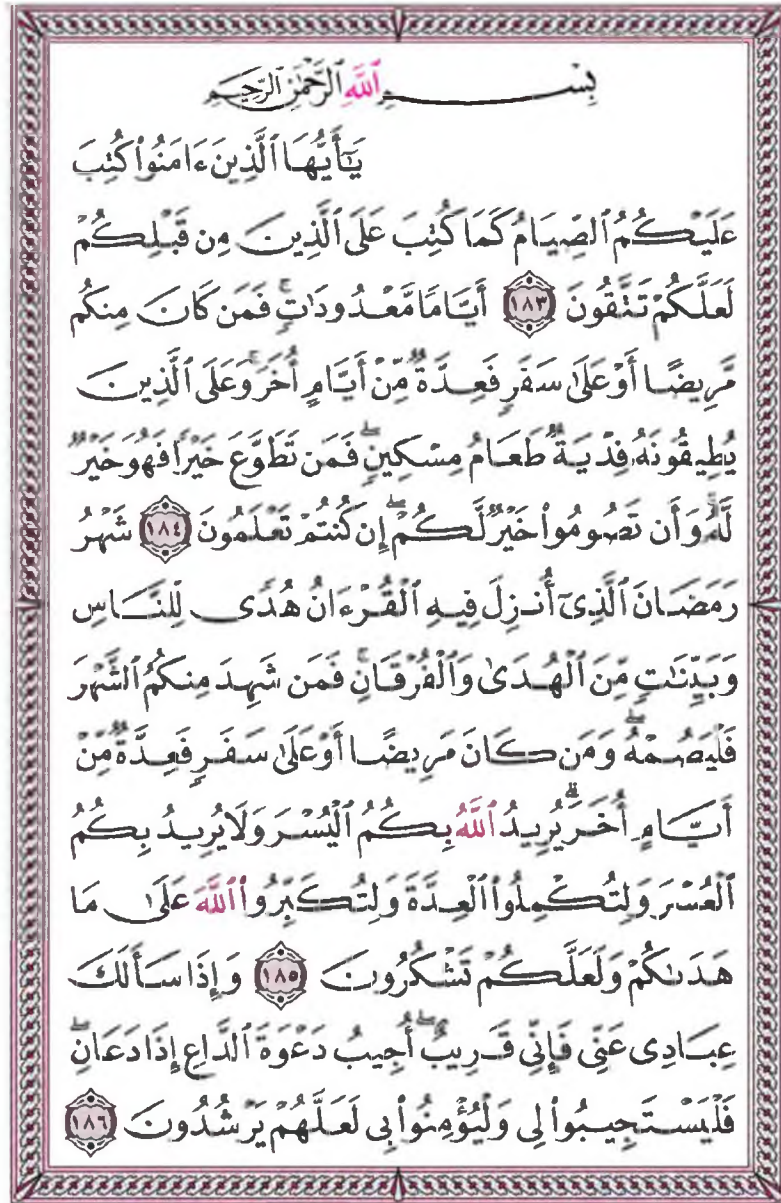 بِسْمِ ٱللَّهِ ٱلرَّحْمَٰنِ ٱلرَّحِيمِ
يَٰٓأَيُّهَا ٱلَّذِينَ ءَامَنُوا۟ كُتِبَ
عَلَيْكُمُ ٱلصِّيَامُ كَمَا كُتِبَ عَلَى ٱلَّذِينَ مِن قَبْلِكُمْ
لَعَلَّكُمْ تَتَّقُونَ ١٨٣ أَيَّامًا مَّعْدُودَٰتٍ ۚ فَمَن كَانَ مِنكُم
مَّرِيضًا أَوْ عَلَىٰ سَفَرٍ فَعِدَّةٌ مِّنْ أَيَّامٍ أُخَرَ ۚ وَعَلَى ٱلَّذِينَ
يُطِيقُونَهُۥ فِدْيَةٌ طَعَامُ مِسْكِينٍ ۖ فَمَن تَطَوَّعَ خَيْرًا فَهُوَ خَيْرٌ
لَّهُۥ ۚ وَأَن تَصُومُوا۟ خَيْرٌ لَّكُمْ ۖ إِن كُنتُمْ تَعْلَمُونَ ١٨٤ شَهْرُ
رَمَضَانَ ٱلَّذِىٓ أُنزِلَ فِيهِ ٱلْقُرْءَانُ هُدًى لِّلنَّاسِ
وَبَيِّنَٰتٍ مِّنَ ٱلْهُدَىٰ وَٱلْفُرْقَانِ ۚ فَمَن شَهِدَ مِنكُمُ ٱلشَّهْرَ
فَلْيَصُمْهُ ۖ وَمَن كَانَ مَرِيضًا أَوْ عَلَىٰ سَفَرٍ فَعِدَّةٌ مِّنْ
أَيَّامٍ أُخَرَ ۗ يُرِيدُ ٱللَّهُ بِكُمُ ٱلْيُسْرَ وَلَا يُرِيدُ بِكُمُ
ٱلْعُسْرَ وَلِتُكْمِلُوا۟ ٱلْعِدَّةَ وَلِتُكَبِّرُوا۟ ٱللَّهَ عَلَىٰ مَا
هَدَىٰكُمْ وَلَعَلَّكُمْ تَشْكُرُونَ ١٨٥ وَإِذَا سَأَلَكَ
عِبَادِى عَنِّى فَإِنِّى قَرِيبٌ ۖ أُجِيبُ دَعْوَةَ ٱلدَّاعِ إِذَا دَعَانِ ۖ
فَلْيَسْتَجِيبُوا۟ لِى وَلْيُؤْمِنُوا۟ بِى لَعَلَّهُمْ يَرْشُدُونَ ١٨٦